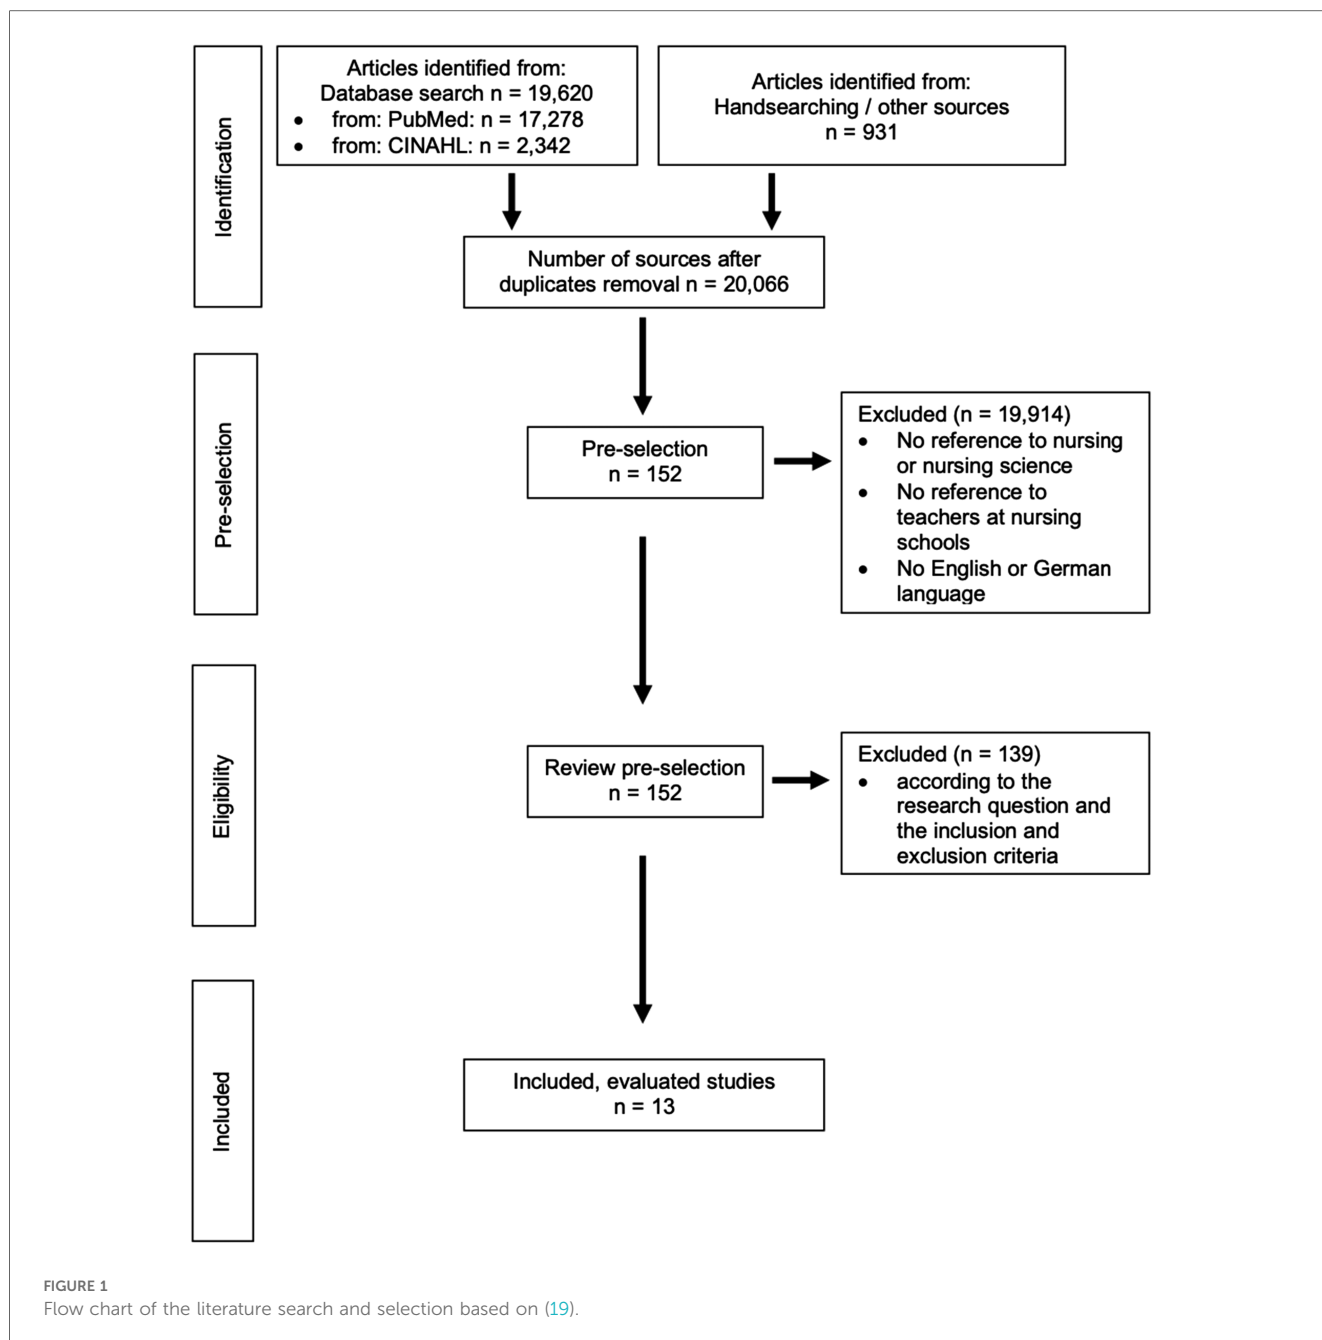 Identification
Articles identified from:
Database search n = 19,620
• from: PubMed: n = 17,278
• from: CINAHL: n = 2,342
Articles identified from:
Handsearching / other sources
n = 931
Number of sources after
duplicates removal n = 20,066
Pre-selection
Pre-selection
n = 152
Excluded (n = 19,914)
• No reference to nursing
or nursing science
• No reference to
teachers at nursing
schools
• No English or German
language
Eligibility
Review pre-selection
n = 152
Excluded (n = 139)
• according to the
research question and
the inclusion and
exclusion criteria
Included
Included, evaluated studies
n = 13
FIGURE 1
Flow chart of the literature search and selection based on (19).